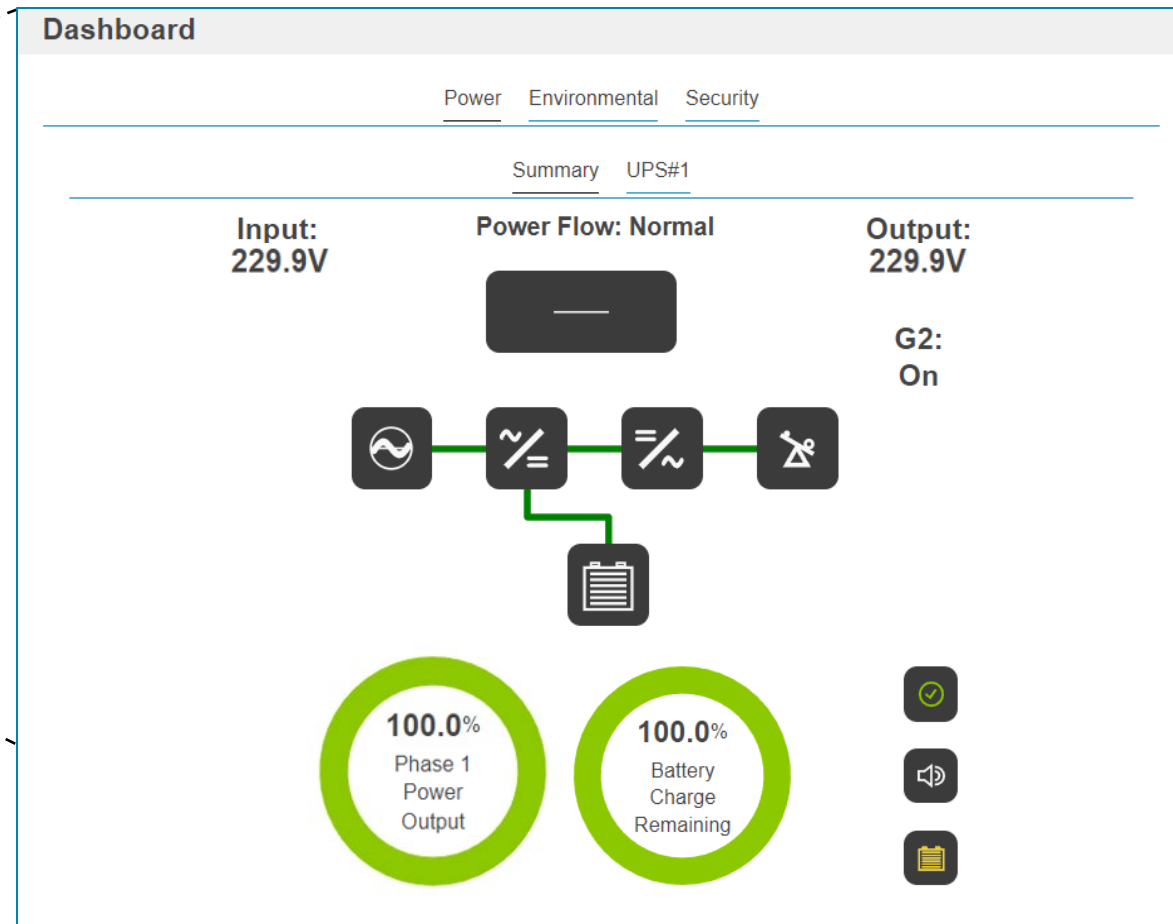 Dashboard
Power Environmental Security
Summary UPS#1
Input:
229.9V
Power Flow: Normal
Output:
229.9V
G2:
On
100.0%
Phase 1
Power
Output
100.0%
Battery
Charge
Remaining